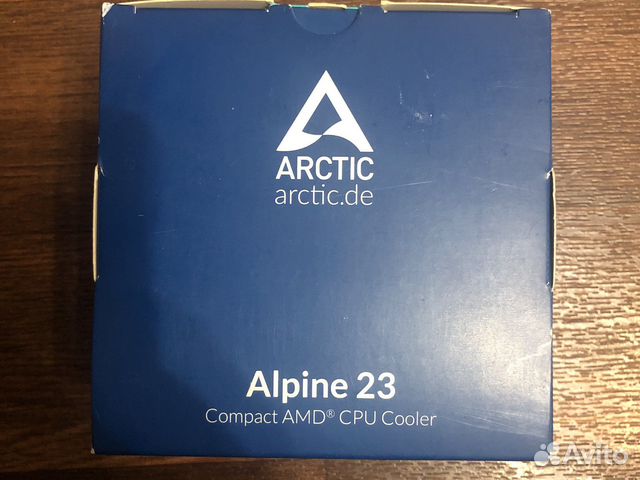 ARCTIC
arctic.de
Alpine 23
Compact AMD® CPU Cooler
Avito